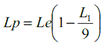 Lp = Le(1 − L₁/9)